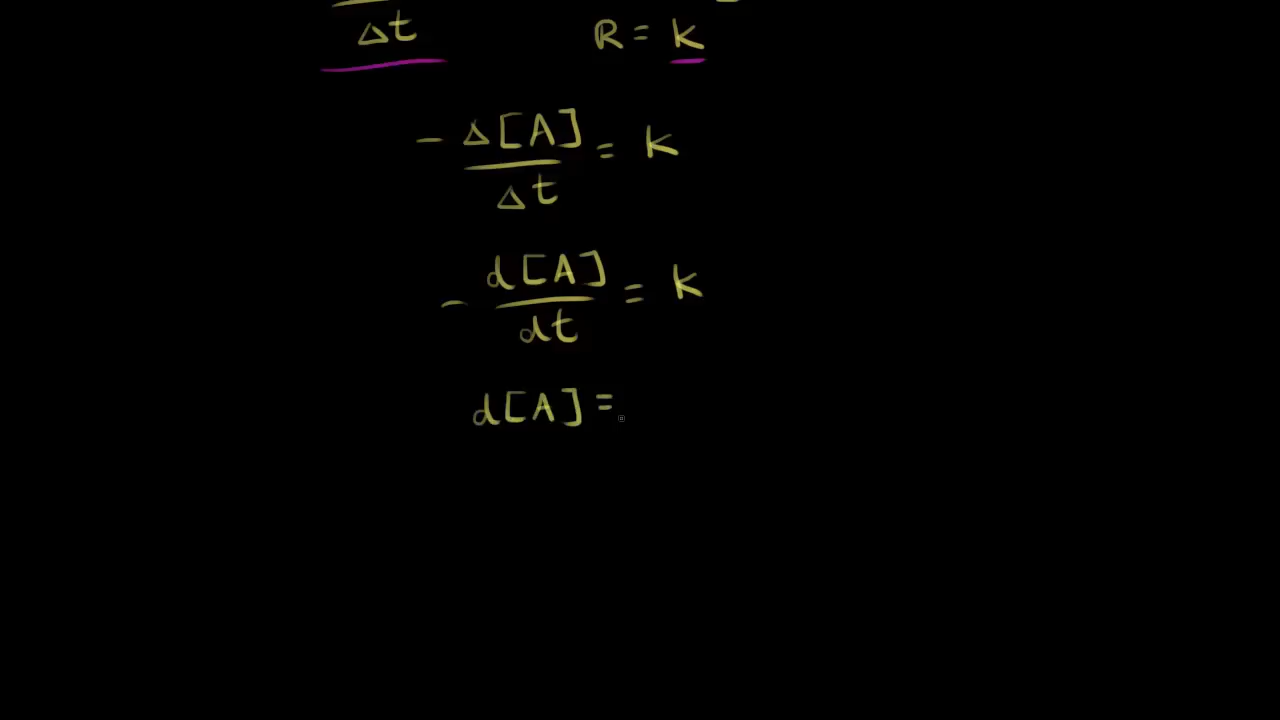 Δt
R = k
- Δ[A]/Δt = k
- d[A]/dt = k
d[A] =